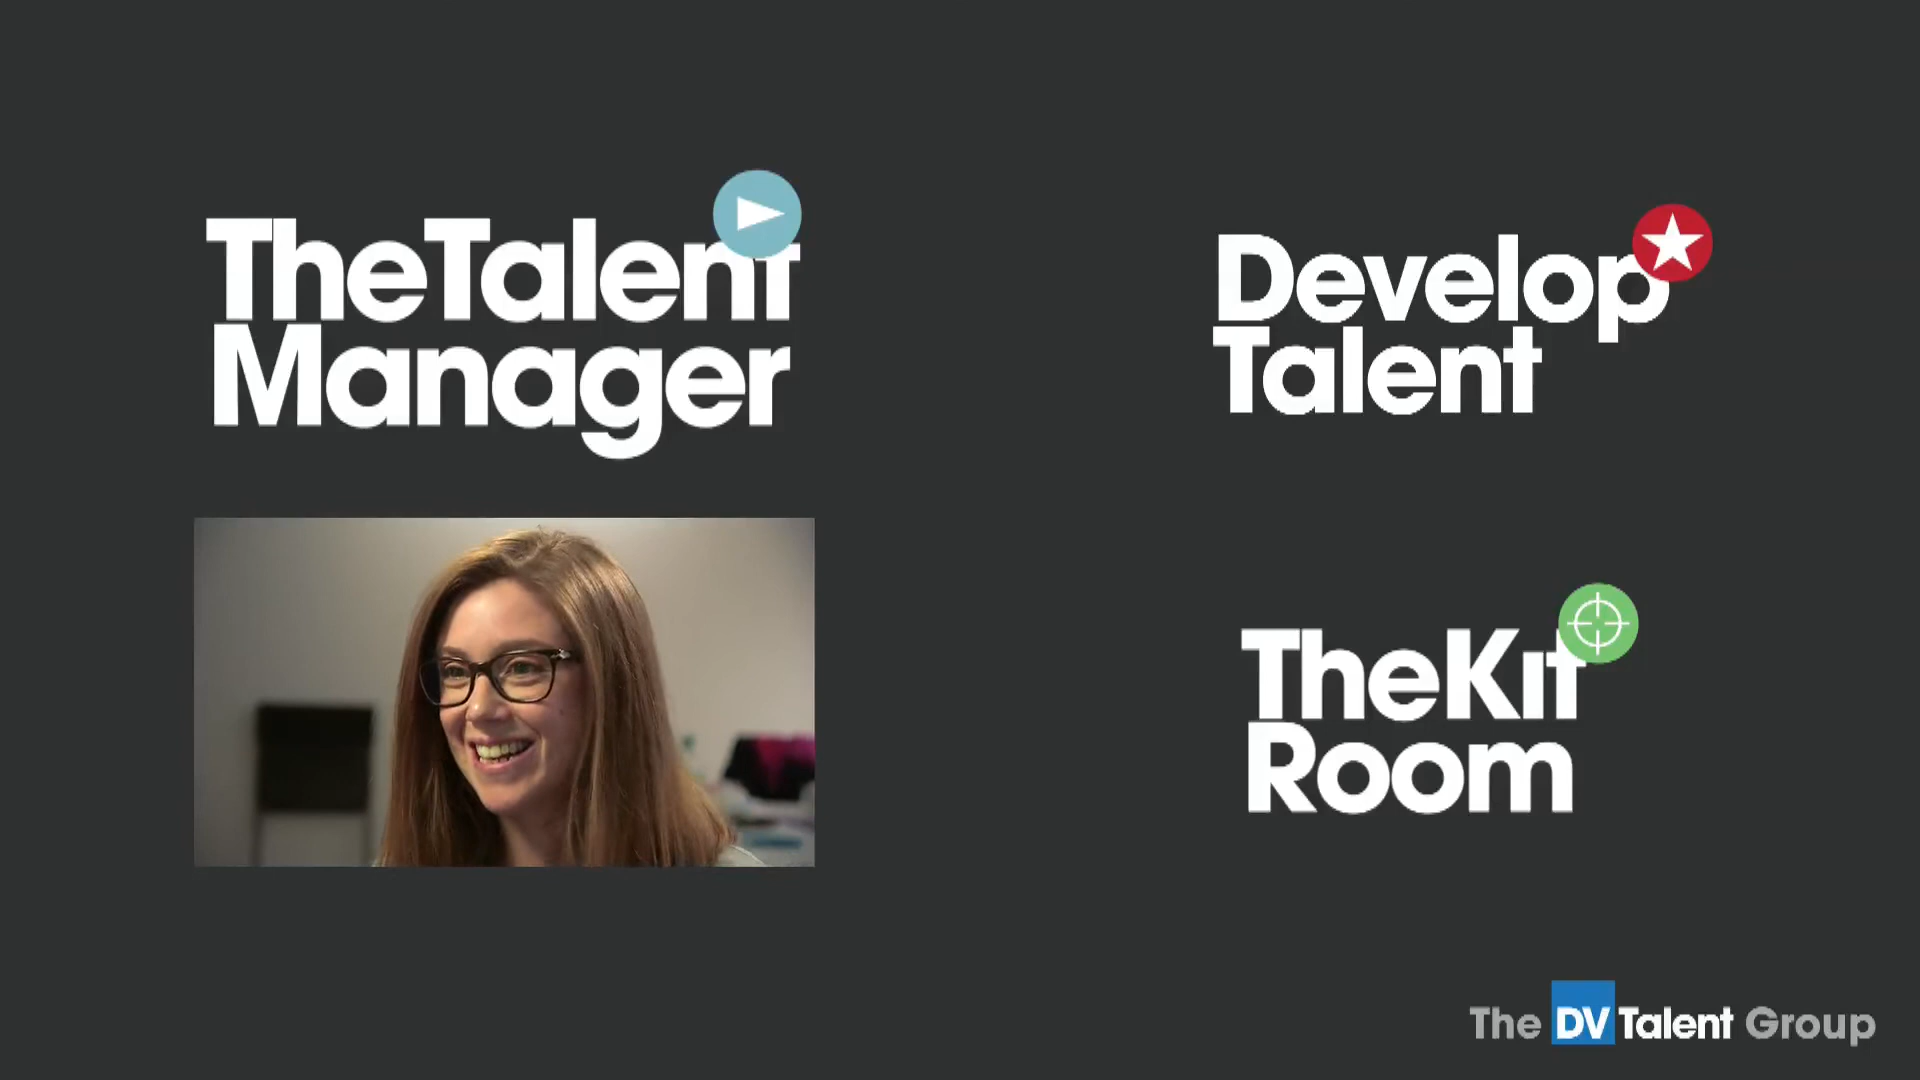 TheTalent
Manager
Develop
Talent
TheKit
Room
The DV Talent Group